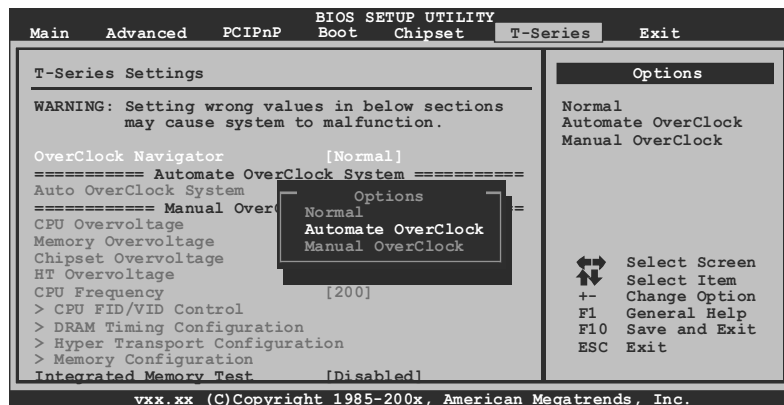 BIOS SETUP UTILITY
Main Advanced PCIPnP Boot Chipset T-Series Exit
T-Series Settings
WARNING: Setting wrong values in below sections
may cause system to malfunction.
OverClock Navigator [Normal]
=========== Automate OverClock System ===========
Auto OverClock System
============ Manual Over =
CPU Overvoltage
Memory Overvoltage
Chipset Overvoltage
HT Overvoltage
CPU Frequency [200]
> CPU FID/VID Control
> DRAM Timing Configuration
> Hyper Transport Configuration
> Memory Configuration
Integrated Memory Test [Disabled]
Options
Normal
Automate OverClock
Manual OverClock
Options
Normal
Automate OverClock
Manual OverClock
Select Screen
Select Item
+- Change Option
F1 General Help
F10 Save and Exit
ESC Exit
vxx.xx (C)Copyright 1985-200x, American Megatrends, Inc.